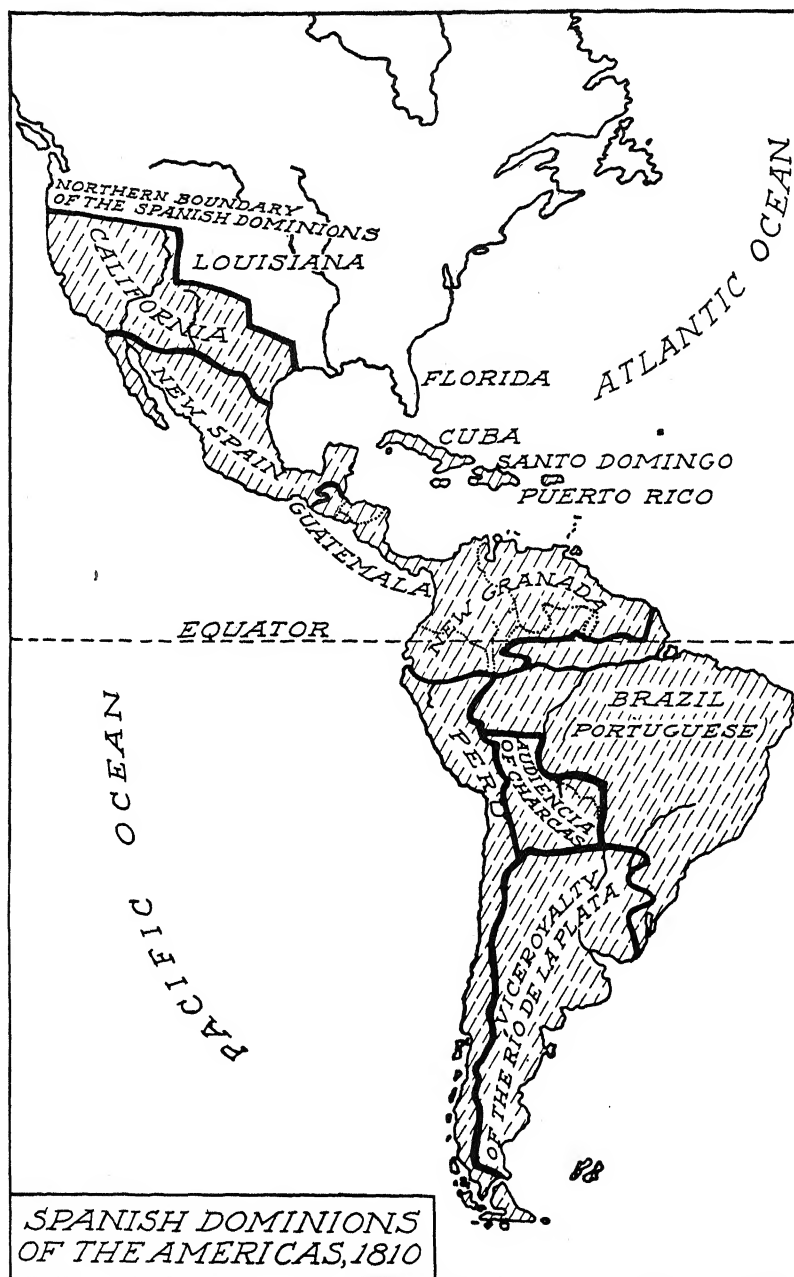 NORTHERN BOUNDARY
OF THE SPANISH DOMINIONS
CALIFORNIA
LOUISIANA
ATLANTIC OCEAN
NEW SPAIN
FLORIDA
CUBA
SANTO DOMINGO
PUERTO RICO
GUATEMALA
NEW GRANADA
EQUATOR
BRAZIL
PORTUGUESE
PERU
AUDIENCIA
OF CHARCAS
PACIFIC OCEAN
VICEROYALTY
OF THE RIO DE LA PLATA
SPANISH DOMINIONS
OF THE AMERICAS, 1810